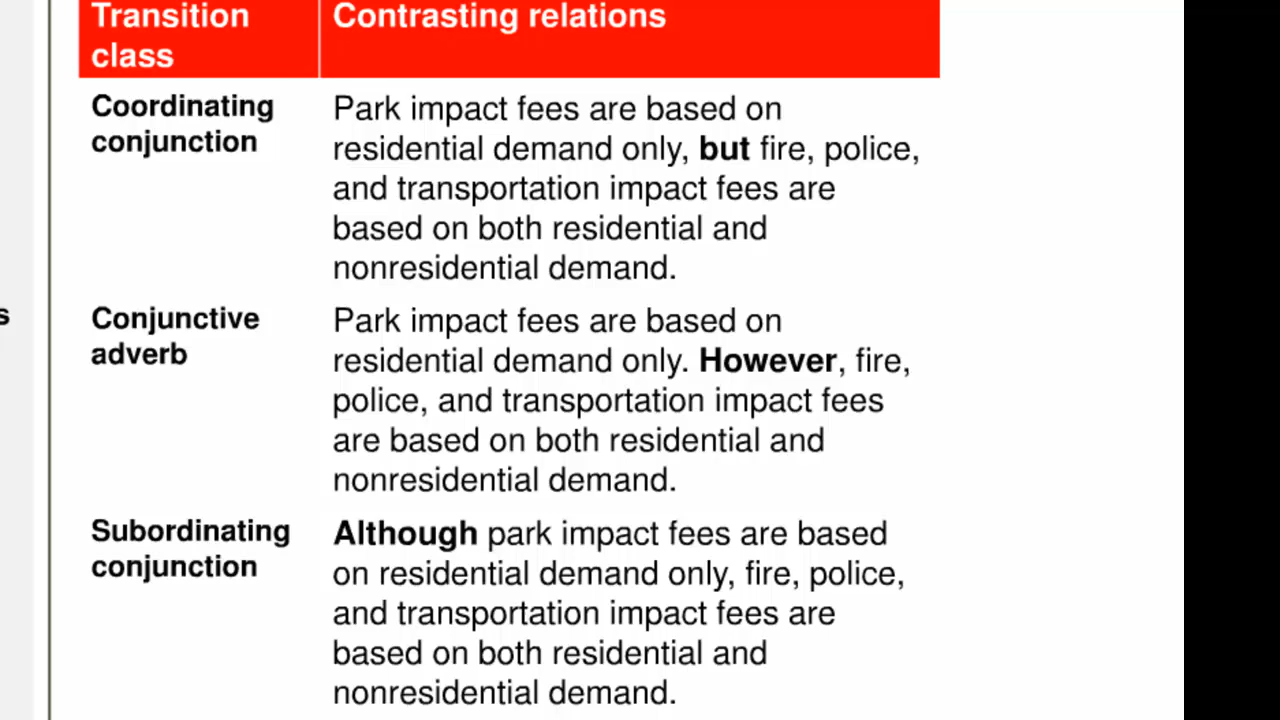 Transition
class
Contrasting relations
Coordinating
conjunction
Park impact fees are based on
residential demand only, but fire, police,
and transportation impact fees are
based on both residential and
nonresidential demand.
s
Conjunctive
adverb
Park impact fees are based on
residential demand only. However, fire,
police, and transportation impact fees
are based on both residential and
nonresidential demand.
Subordinating
conjunction
Although park impact fees are based
on residential demand only, fire, police,
and transportation impact fees are
based on both residential and
nonresidential demand.